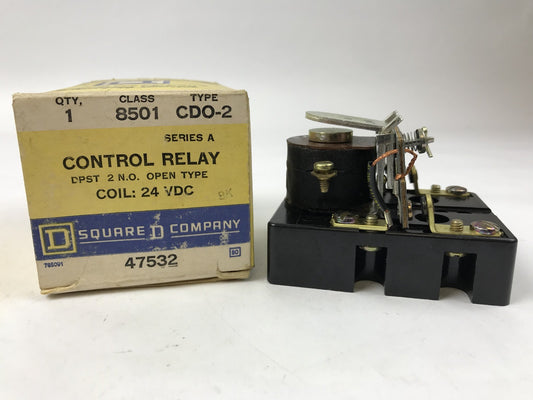 QTY. CLASS TYPE
1 8501 CDO-2
SERIES A
CONTROL RELAY
DPST 2 N.O. OPEN TYPE
COIL: 24 VDC
D SQUARE D COMPANY
47532